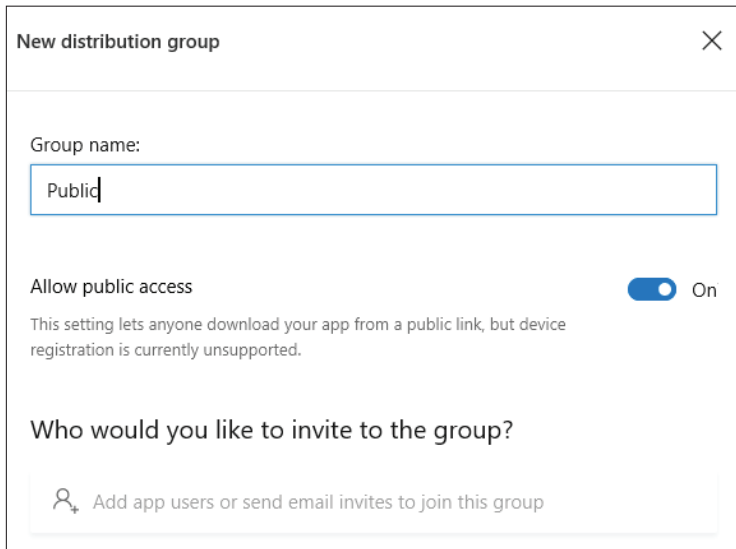 New distribution group
Group name:
Public
Allow public access
On
This setting lets anyone download your app from a public link, but device
registration is currently unsupported.
Who would you like to invite to the group?
Add app users or send email invites to join this group